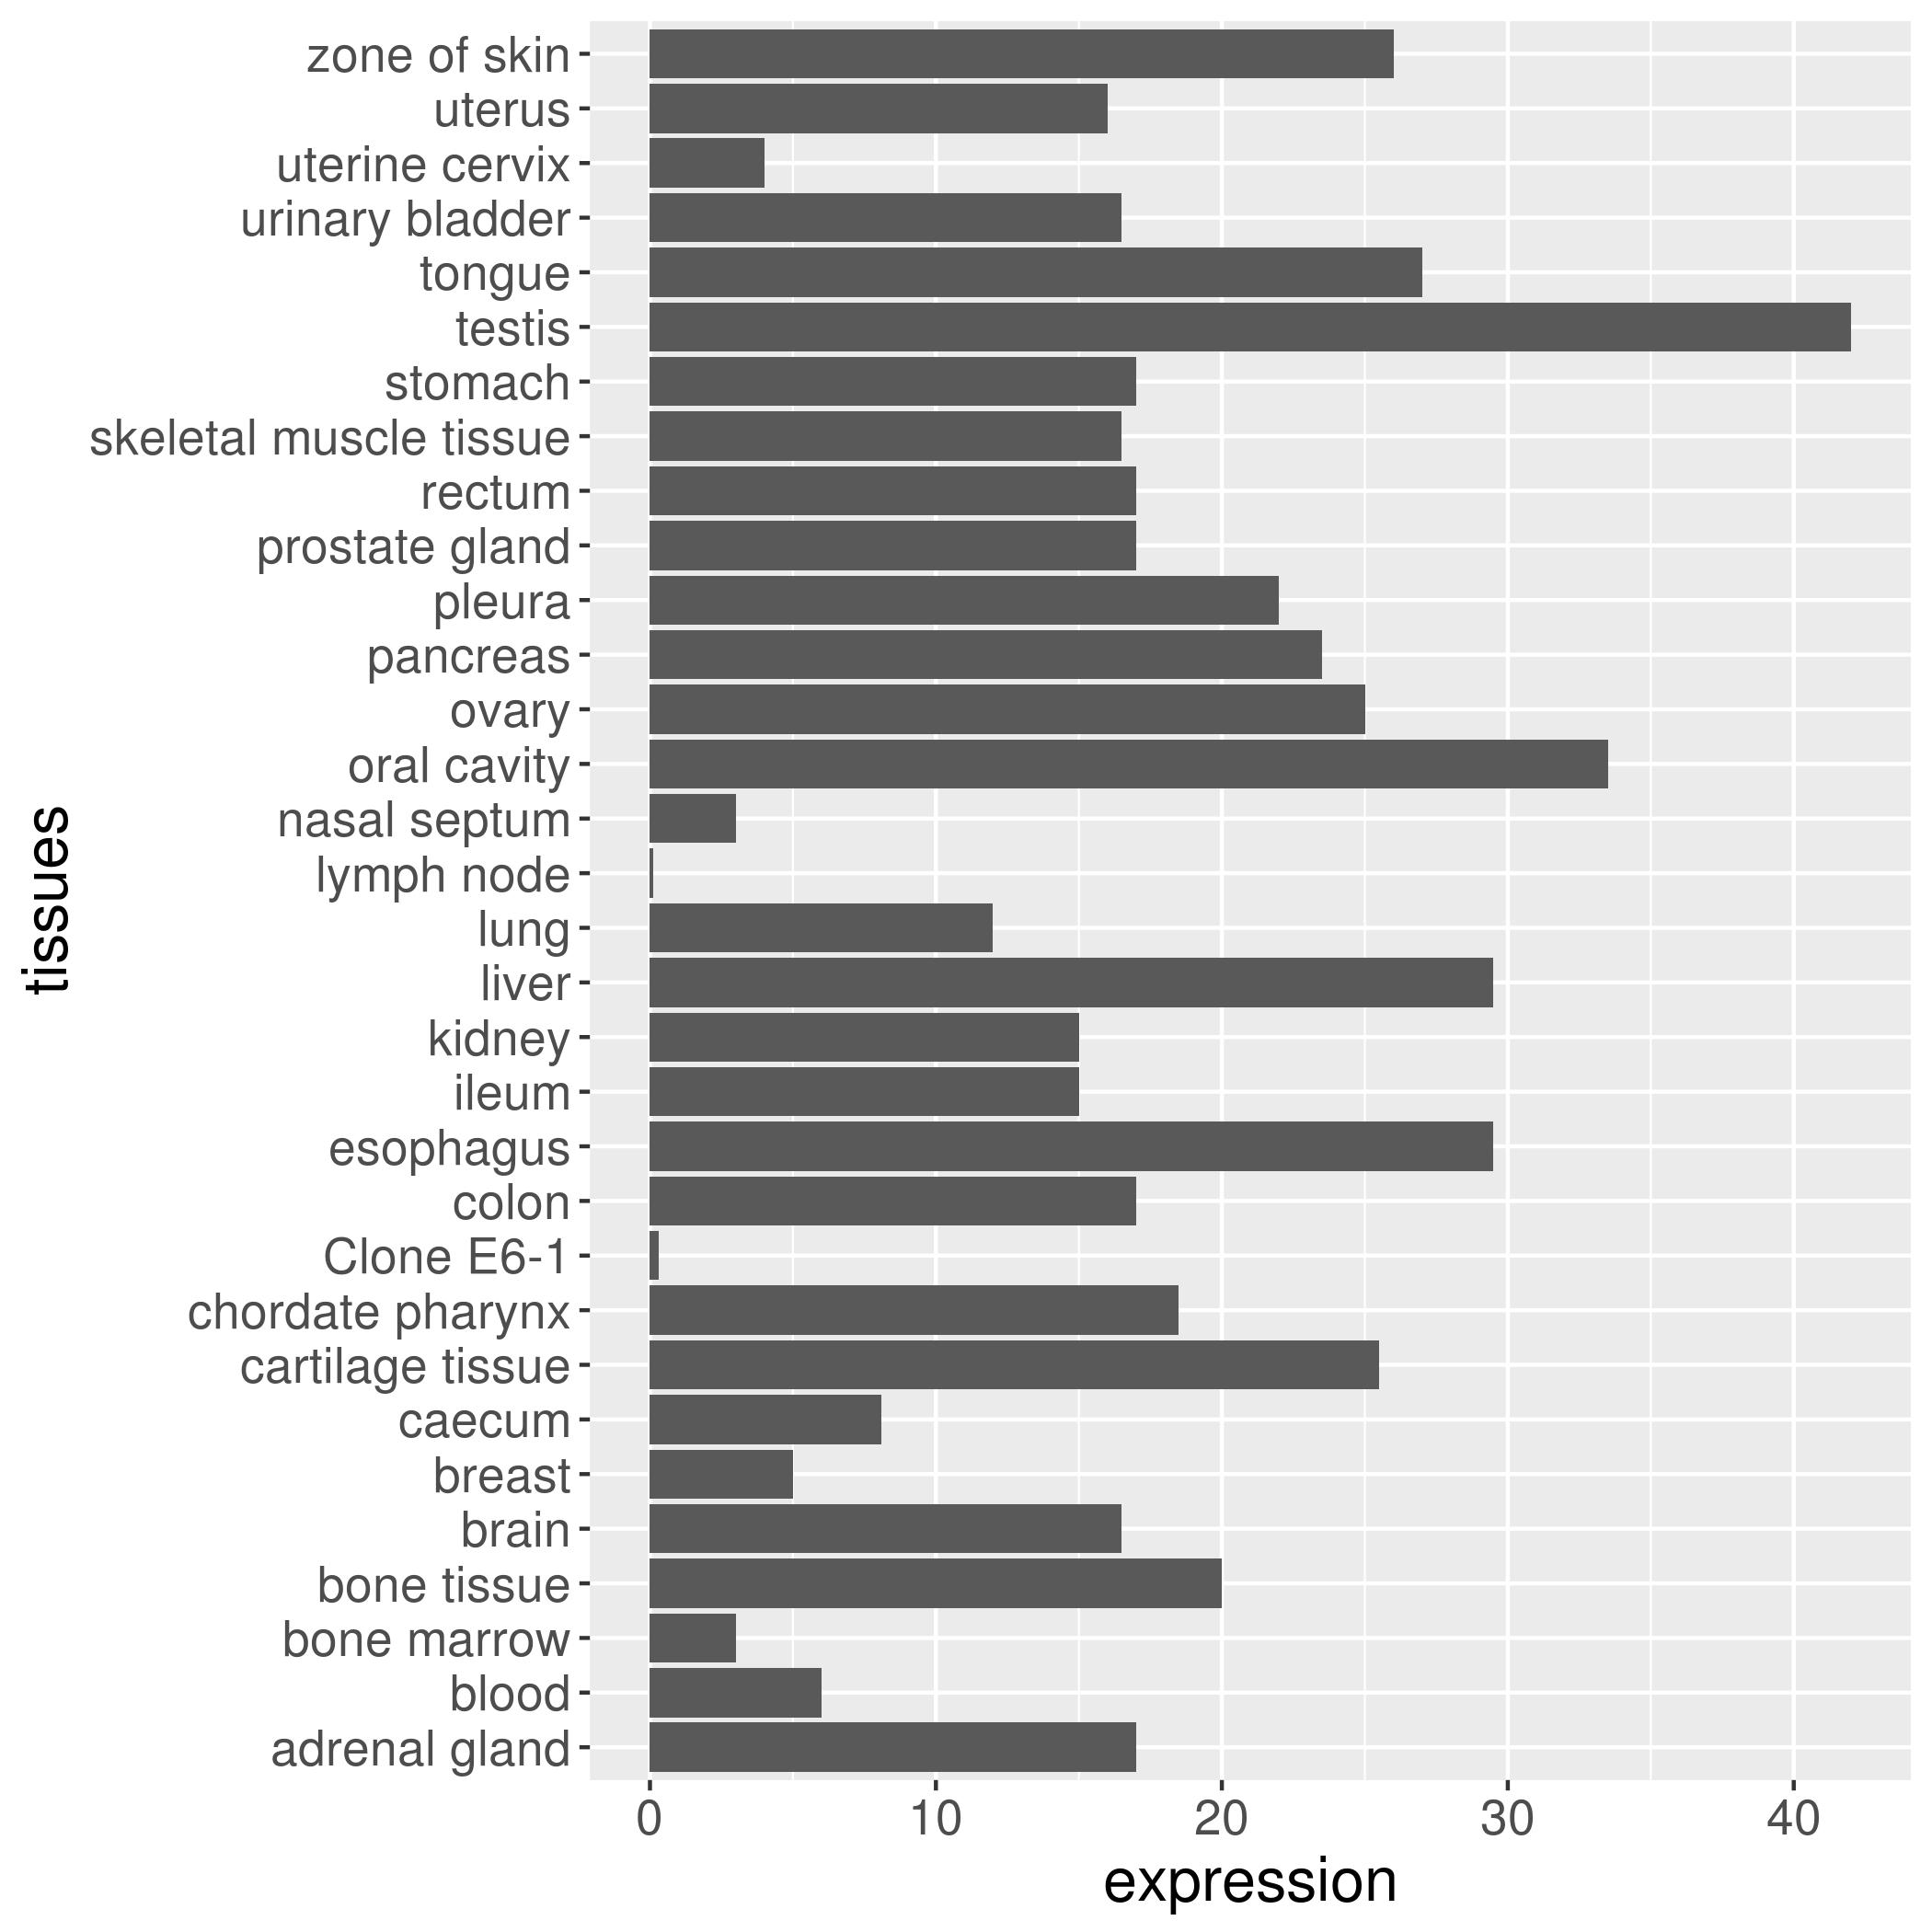 zone of skin
uterus
uterine cervix
urinary bladder
tongue
testis
stomach
skeletal muscle tissue
rectum
prostate gland
pleura
pancreas
ovary
oral cavity
nasal septum
lymph node
lung
liver
kidney
ileum
esophagus
colon
Clone E6-1
chordate pharynx
cartilage tissue
caecum
breast
brain
bone tissue
bone marrow
blood
adrenal gland
tissues
0 10 20 30 40
expression